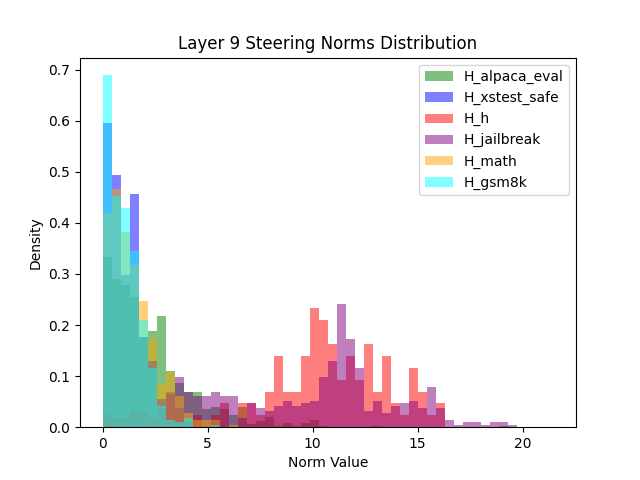 Layer 9 Steering Norms Distribution
H_alpaca_eval
H_xstest_safe
H_h
H_jailbreak
H_math
H_gsm8k
Density
0.7
0.6
0.5
0.4
0.3
0.2
0.1
0.0
0 5 10 15 20
Norm Value